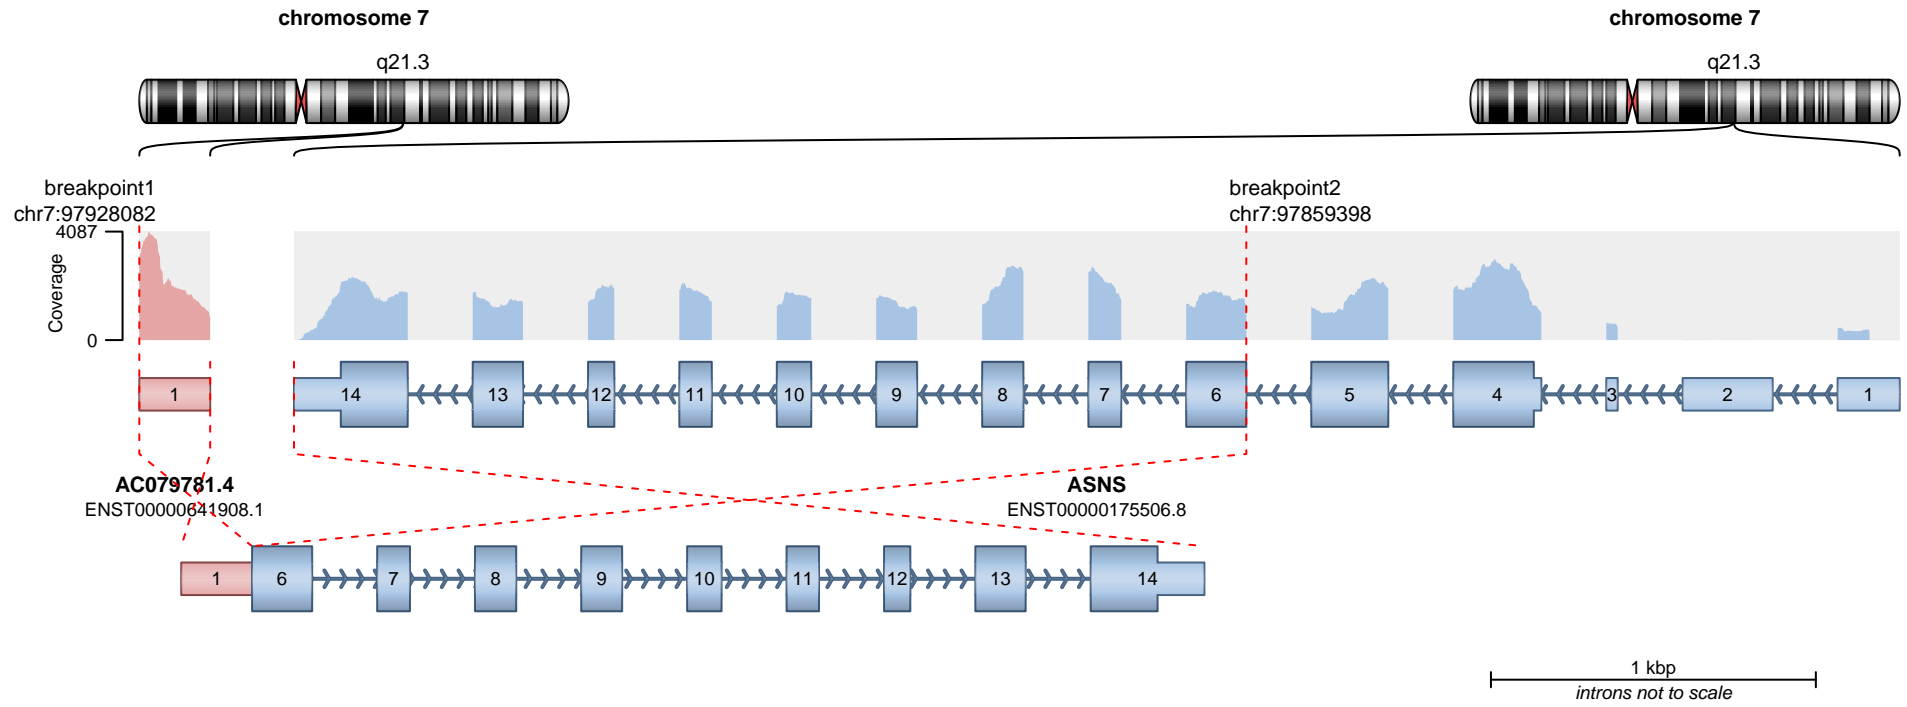 chromosome 7
chromosome 7
q21.3
q21.3
breakpoint1
chr7:97928082
breakpoint2
chr7:97859398
4087
Coverage
0
1
14
13
12
11
10
9
8
7
6
5
4
3
2
1
AC079781.4
ENST00000641908.1
ASNS
ENST00000175506.8
1
6
7
8
9
10
11
12
13
14
1 kbp
introns not to scale